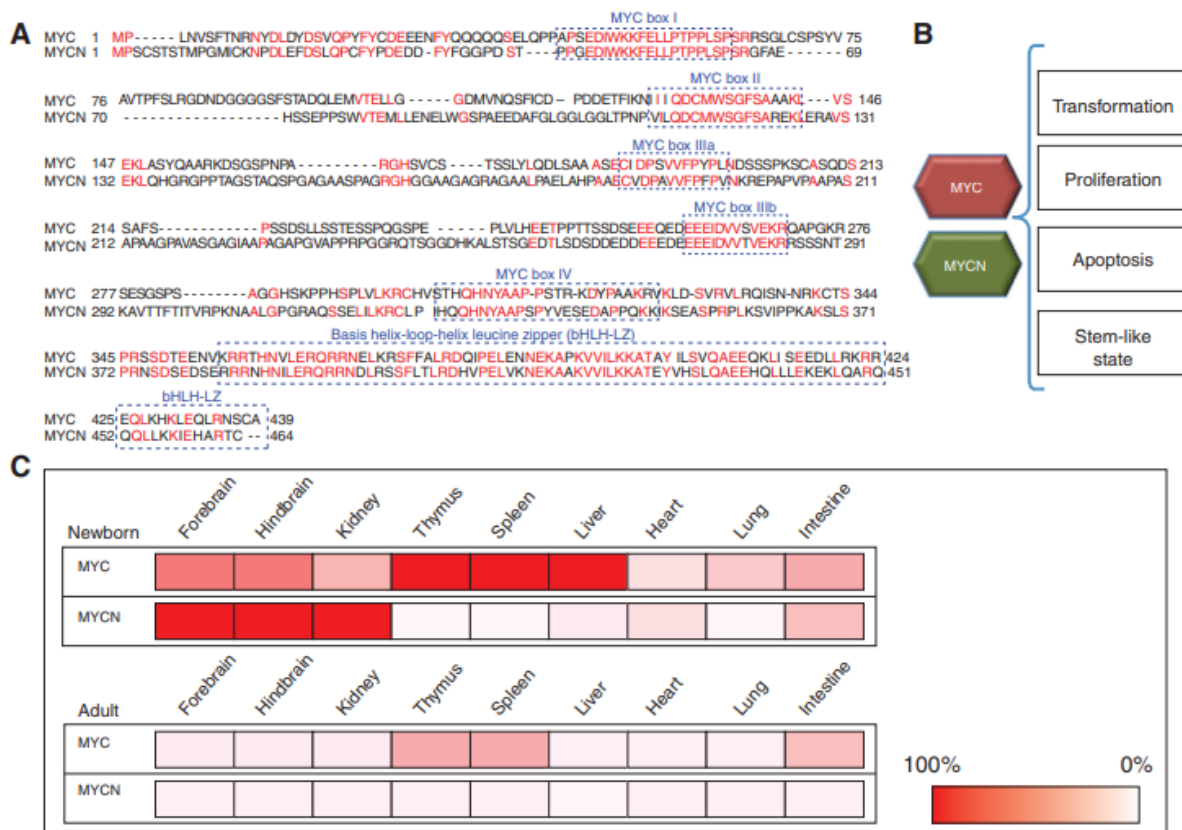 A
MYC box I
MYC 1 MP-----LNVSFTNRNYDLDYDSVQPYFYCDEEENFYQQQQQSELQPPAPSEDIWKKFELLPTPPLSPSRRSGLCSPSYV 75
MYCN 1 MPSCSTSTMPGMICKNPDLEFDSLQPCFYPDEDD-FYFGGPD ST----PPGEDIWKKFELLPTPPLSPSRGFAE------ 69
MYC box II
MYC 76 AVTPFSLRGDNDGGGGSFSTADQLEMVTELLG-----GDMVNQSFICD-PDDETFIKNIIIQDCMWSGFSAAAKL--VS 146
MYCN 70 -----------------HSSEPPSWVTEMLLENELWGSPAEEDAFGLGGLGGLTPNPVILQDCMWSGFSAREKLERAVS 131
MYC box IIIa
MYC 147 EKLASYQAARKDSGSPNPA----------RGHSVCS---TSSLYLQDLSAAASECIDPSVVFPYPLNDSSSPKSCASQDS 213
MYCN 132 EKLQHGRGPPTAGSTAQSPGAGAASPAGRGHGGAAGAGRAGAALPAELAHPAAECVDPAVVFPFPVNKREPAPVPAAPAS 211
MYC box IIIb
MYC 214 SAFS-----------PSSDSLLSSTESSPQGSPE-----PLVLHEETPPTTSSDSEEEQEDEEEIDVVSVEKRQAPGKR 276
MYCN 212 APAAGPAVASGAGIAAPAGAPGVAPPRPGGRQTSGGDHKALSTSGEDTLSDSDDEDDEEEDEEEEIDVVTVEKRRSSSNT 291
MYC box IV
MYC 277 SESGSPS---------AGGHSKPPHSPLVLKRCHVSTHQHNYAAPP-STR-KDYPAAKRVKLD-SVRVLRQISN-NRKCTS 344
MYCN 292 KAVTTFTITVRPKNAALGPGRAQSSELILKRCLP IHQQHNYAAPSPYVESEDAPPQKKIKSEASPRPLKSVIPPKAKSLS 371
Basis helix-loop-helix leucine zipper (bHLH-LZ)
MYC 345 PRSSDTEENVKRRTHNVLERQRRNELKRSFFALRDQIPELENNEKAPKVVILKKATAYILSVQAEEQKLISEEDLLRKRR 424
MYCN 372 PRNSDSEDSERRRNHNILERQRRNDLRSSFLTLRDHVPELVKNEKAAKVVILKKATEYVHSLQAEEHQLLLEKEKLQARQ 451
bHLH-LZ
MYC 425 EQLKHKLEQLRNSCA 439
MYCN 452 QQLLKKIEHARTC-- 464
B
MYC
MYCN
Transformation
Proliferation
Apoptosis
Stem-like
state
C
Newborn
Forebrain Hindbrain Kidney Thymus Spleen Liver Heart Lung Intestine
MYC
MYCN
Adult
Forebrain Hindbrain Kidney Thymus Spleen Liver Heart Lung Intestine
MYC
MYCN
100% 0%